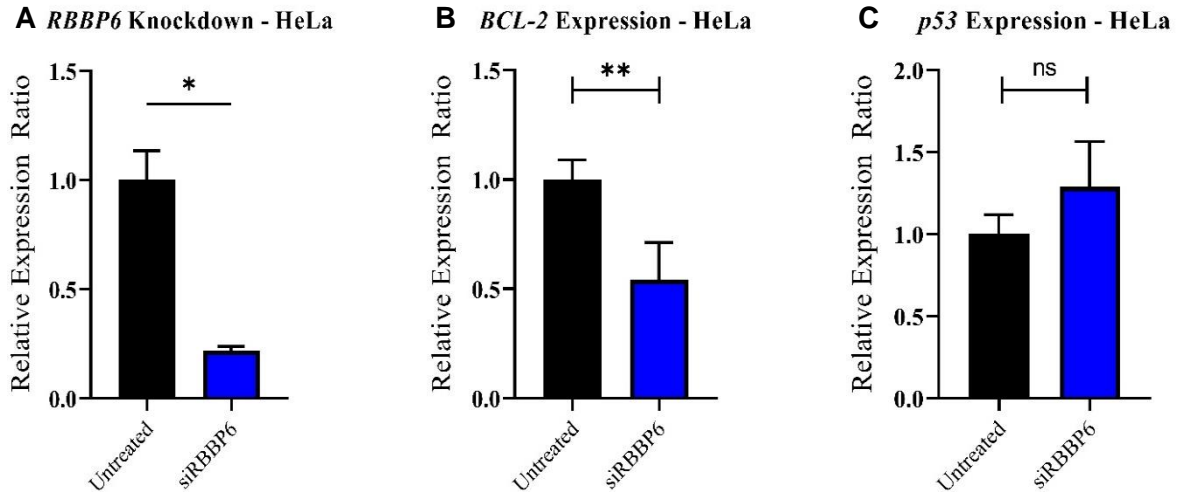 A RBBP6 Knockdown - HeLa
Relative Expression Ratio
1.5
1.0
0.5
0.0
*
Untreated
siRBBP6
B BCL-2 Expression - HeLa
Relative Expression Ratio
1.5
1.0
0.5
0.0
**
Untreated
siRBBP6
C p53 Expression - HeLa
Relative Expression Ratio
2.0
1.5
1.0
0.5
0.0
ns
Untreated
siRBBP6